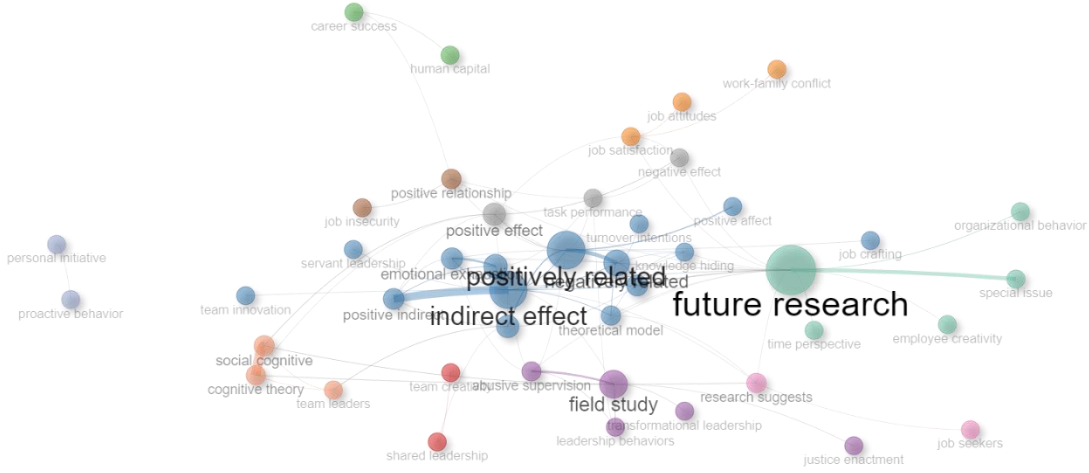 career success
human capital
work-family conflict
job attitudes
job satisfaction
negative effect
positive relationship
job insecurity
task performance
positive affect
organizational behavior
positive effect
turnover intentions
personal initiative
servant leadership
job crafting
emotional exhaustion
positively related
knowledge hiding
negatively related
special issue
future research
team innovation
positive indirect
indirect effect
theoretical model
proactive behavior
time perspective
employee creativity
social cognitive
cognitive theory
team creativity
abusive supervision
research suggests
team leaders
field study
transformational leadership
leadership behaviors
job seekers
shared leadership
justice enactment